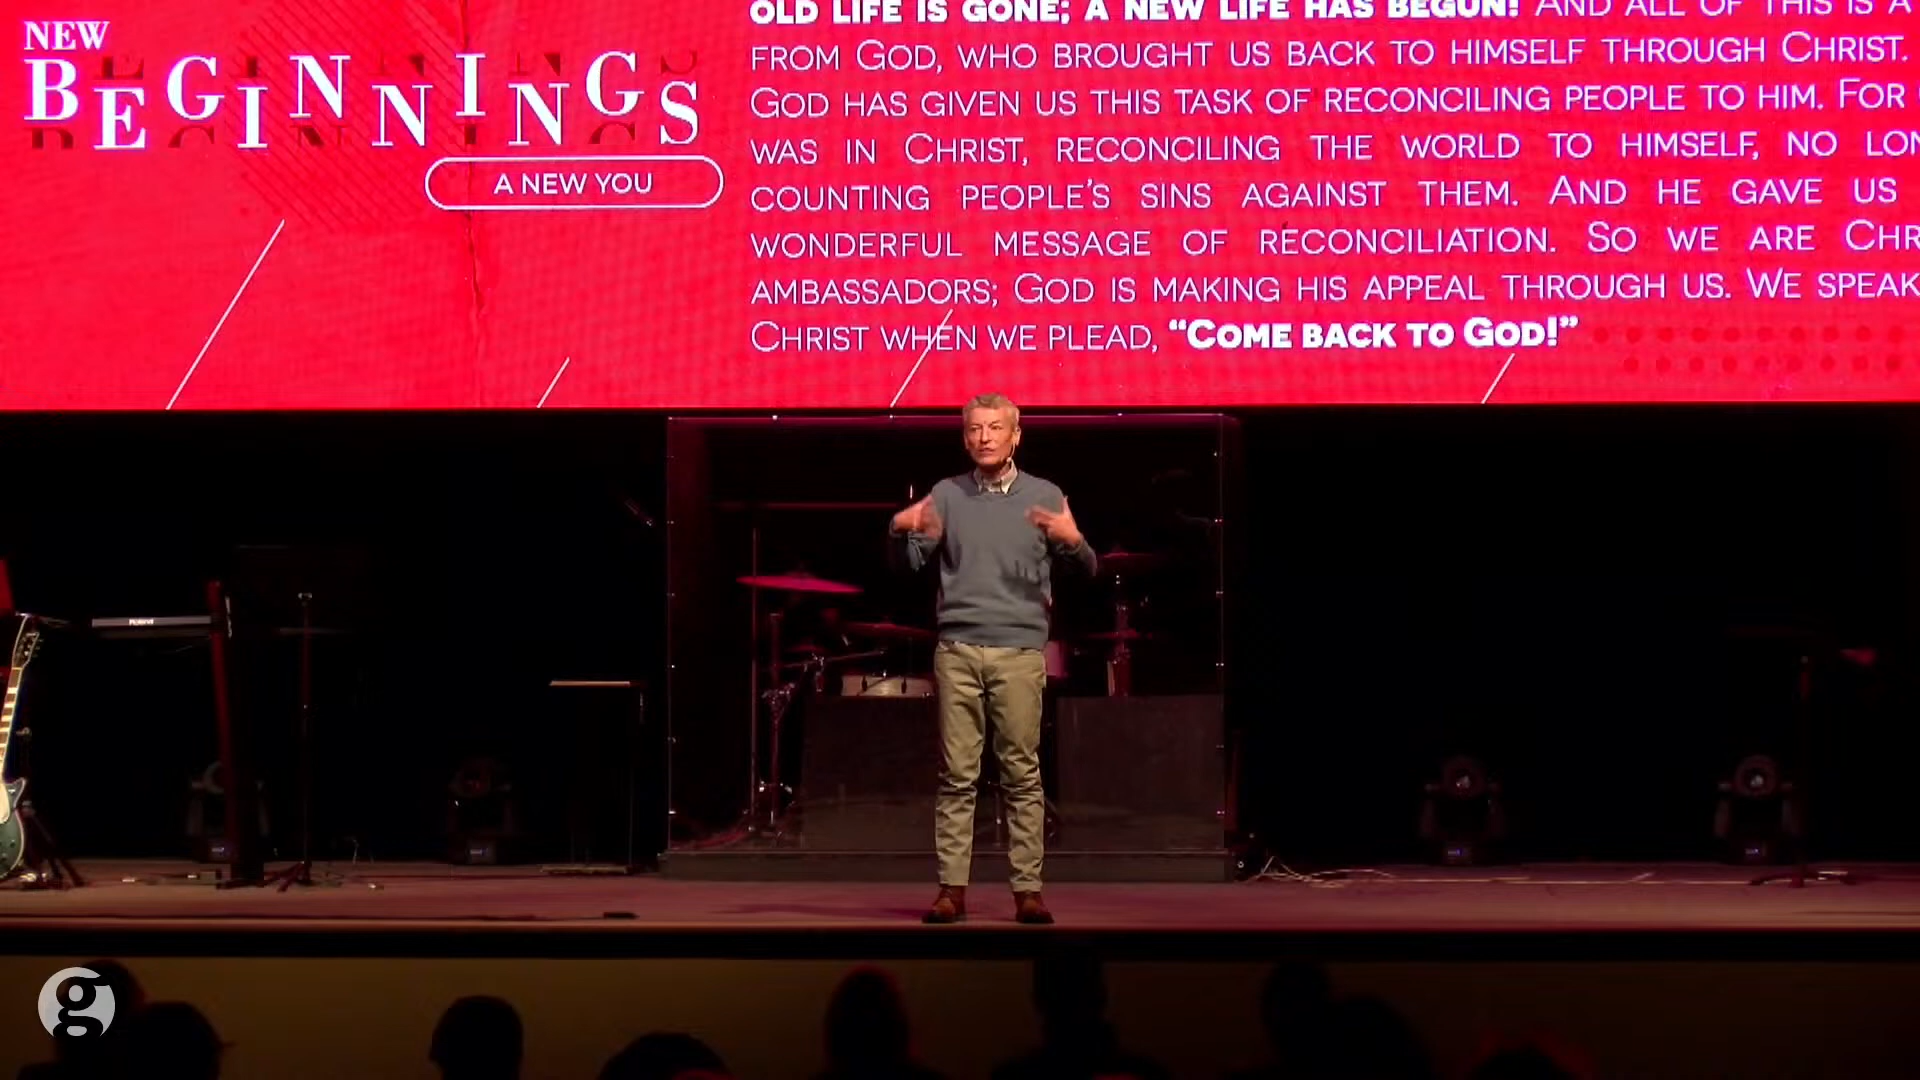 NEW
BEGINNINGS
A NEW YOU
OLD LIFE IS GONE; A NEW LIFE HAS BEGUN! AND ALL OF THIS IS A
FROM GOD, WHO BROUGHT US BACK TO HIMSELF THROUGH CHRIST.
GOD HAS GIVEN US THIS TASK OF RECONCILING PEOPLE TO HIM. FOR
WAS IN CHRIST, RECONCILING THE WORLD TO HIMSELF, NO LON
COUNTING PEOPLE'S SINS AGAINST THEM. AND HE GAVE US
WONDERFUL MESSAGE OF RECONCILIATION. SO WE ARE CHR
AMBASSADORS; GOD IS MAKING HIS APPEAL THROUGH US. WE SPEAK
CHRIST WHEN WE PLEAD, “COME BACK TO GOD!”
Roland
g